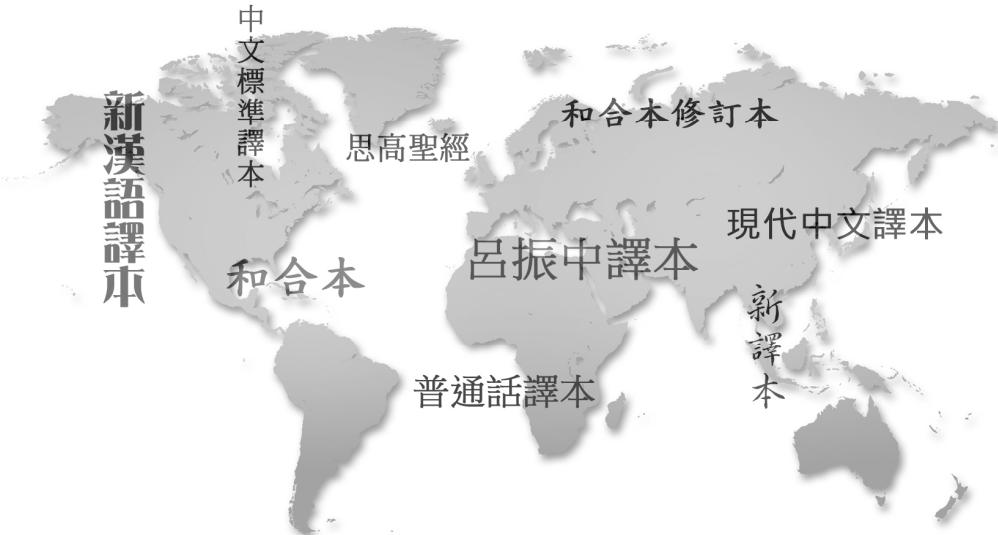 中文標準譯本
新漢語譯本
思高聖經
和合本修訂本
現代中文譯本
呂振中譯本
和合本
新譯本
普通話譯本